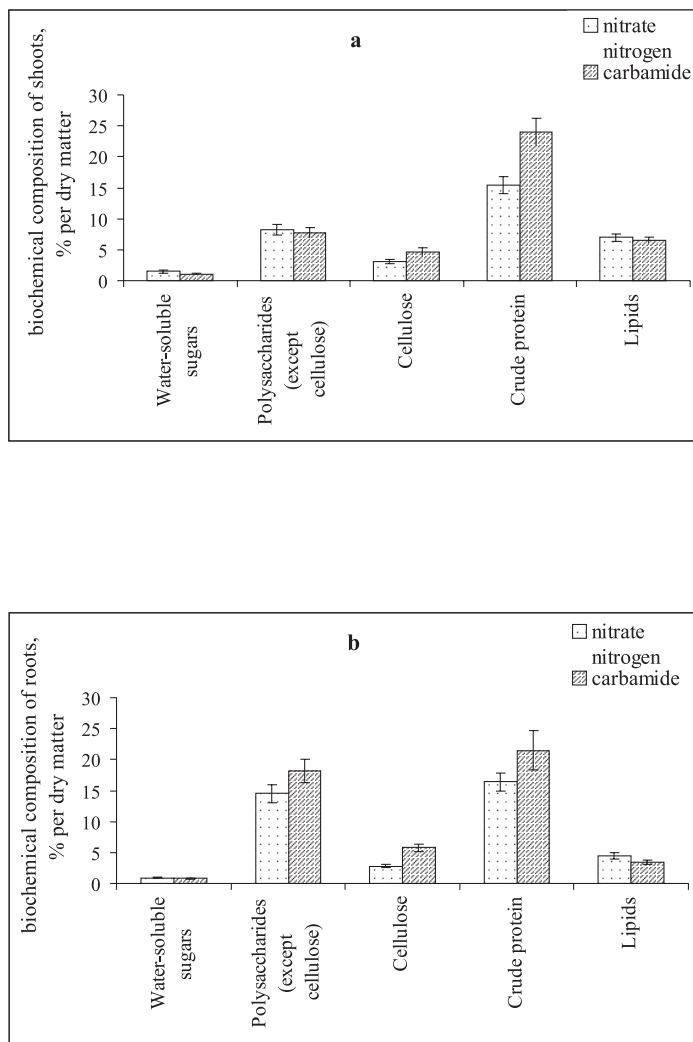 a
nitrate
nitrogen
carbamide
biochemical composition of shoots,
% per dry matter
30
25
20
15
10
5
0
Water-soluble
sugars
Polysaccharides
(except
cellulose)
Cellulose
Crude protein
Lipids
b
nitrate
nitrogen
carbamide
biochemical composition of roots,
% per dry matter
30
25
20
15
10
5
0
Water-soluble
sugars
Polysaccharides
(except
cellulose)
Cellulose
Crude protein
Lipids